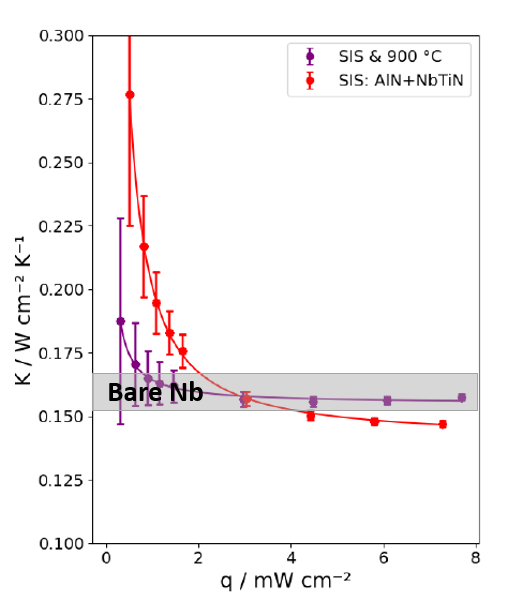 0.300
0.275
0.250
0.225
0.200
0.175
0.150
0.125
0.100
K / W cm⁻² K⁻¹
SIS & 900 °C
SIS: AlN+NbTiN
Bare Nb
0 2 4 6 8
q / mW cm⁻²